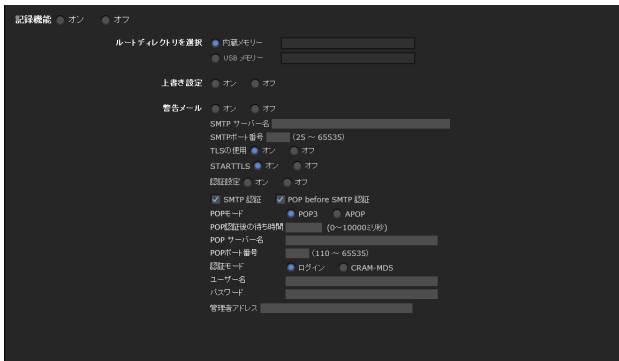 記録機能 オン オフ
ルートディレクトリを選択 内蔵メモリー
USB メモリー
上書き設定 オン オフ
警告メール オン オフ
SMTP サーバー名
SMTPポート番号 (25 ～ 65535)
TLSの使用 オン オフ
STARTTLS オン オフ
認証設定 オン オフ
SMTP 認証 POP before SMTP 認証
POPモード POP3 APOP
POP認証後の待ち時間 (0～10000ミリ秒)
POP サーバー名
POPポート番号 (110 ～ 65535)
認証モード ログイン CRAM-MD5
ユーザー名
パスワード
管理者アドレス